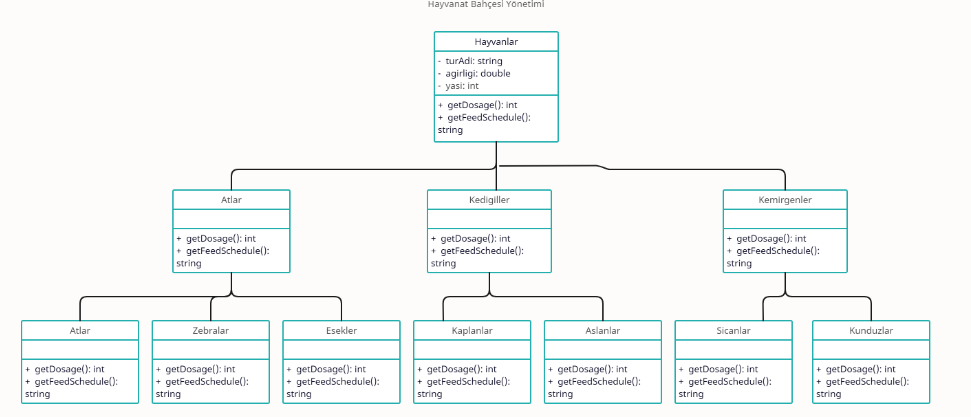 Hayvanat Bahçesi Yönetimi
Hayvanlar
- turAdi: string
- agirligi: double
- yasi: int
+ getDosage(): int
+ getFeedSchedule():
string
Atlar
+ getDosage(): int
+ getFeedSchedule():
string
Kedigiller
+ getDosage(): int
+ getFeedSchedule():
string
Kemirgenler
+ getDosage(): int
+ getFeedSchedule():
string
Atlar
+ getDosage(): int
+ getFeedSchedule():
string
Zebralar
+ getDosage(): int
+ getFeedSchedule():
string
Esekler
+ getDosage(): int
+ getFeedSchedule():
string
Kaplanlar
+ getDosage(): int
+ getFeedSchedule():
string
Aslanlar
+ getDosage(): int
+ getFeedSchedule():
string
Sicanlar
+ getDosage(): int
+ getFeedSchedule():
string
Kunduzlar
+ getDosage(): int
+ getFeedSchedule():
string